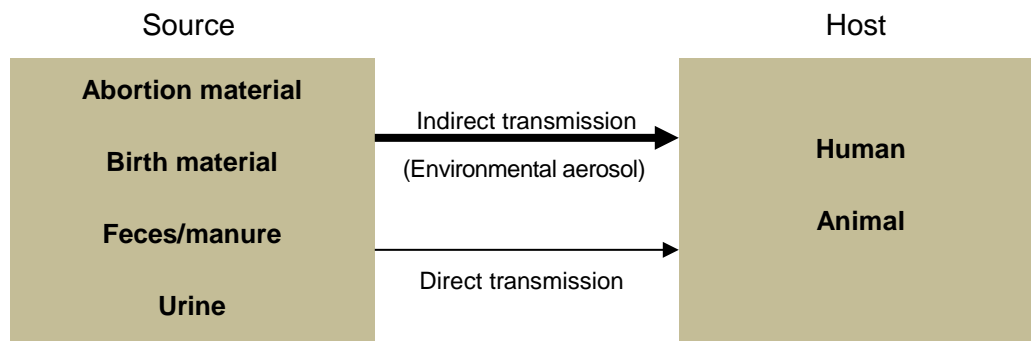 Source
Host
Abortion material
Birth material
Feces/manure
Urine
Indirect transmission
(Environmental aerosol)
Direct transmission
Human
Animal